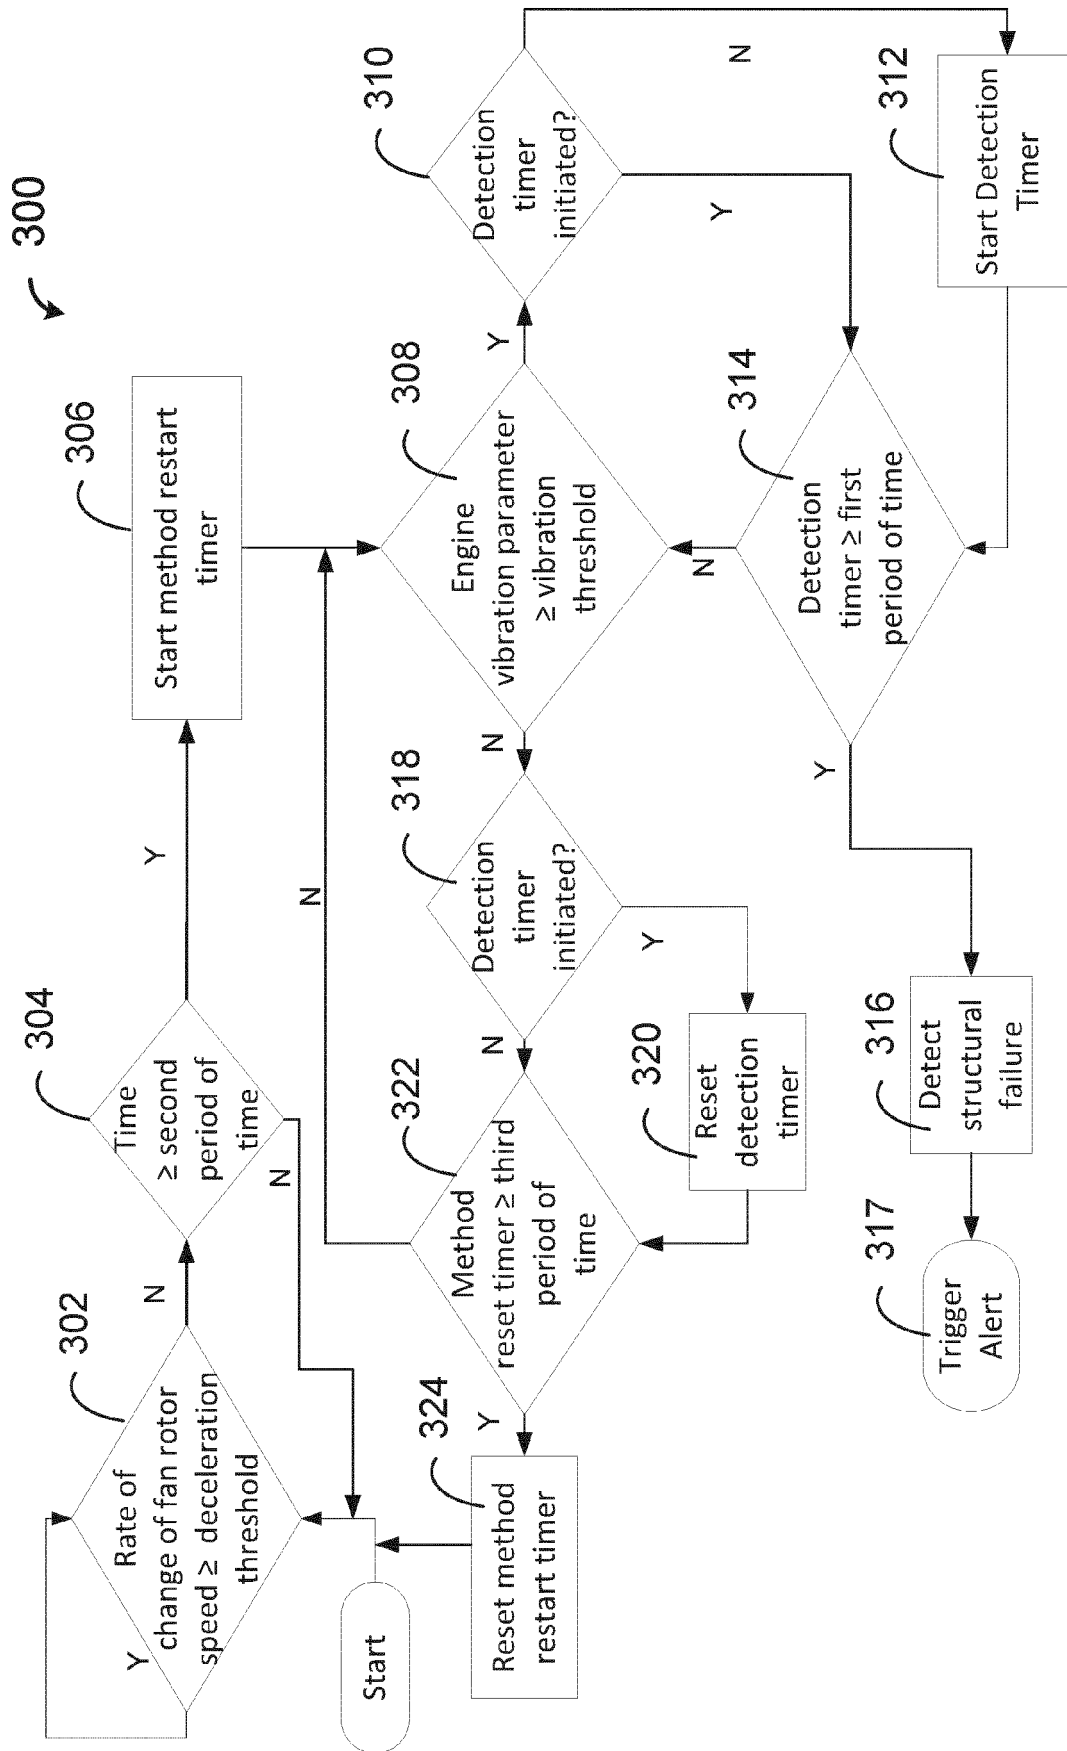 300
302
Rate of
change of fan rotor
speed ≥ deceleration
threshold
Y
N
304
Time
≥ second
period of
time
Y
N
306
Start method restart
timer
Start
324
Reset method
restart timer
Y
322
Method
reset timer ≥ third
period of
time
N
N
318
Detection
timer
initiated?
Y
N
308
Engine
vibration parameter
≥ vibration
threshold
Y
310
Detection
timer
initiated?
N
Y
320
Reset
detection
timer
314
Detection
timer ≥ first
period of time
N
Y
312
Start Detection
Timer
317
Trigger
Alert
316
Detect
structural
failure